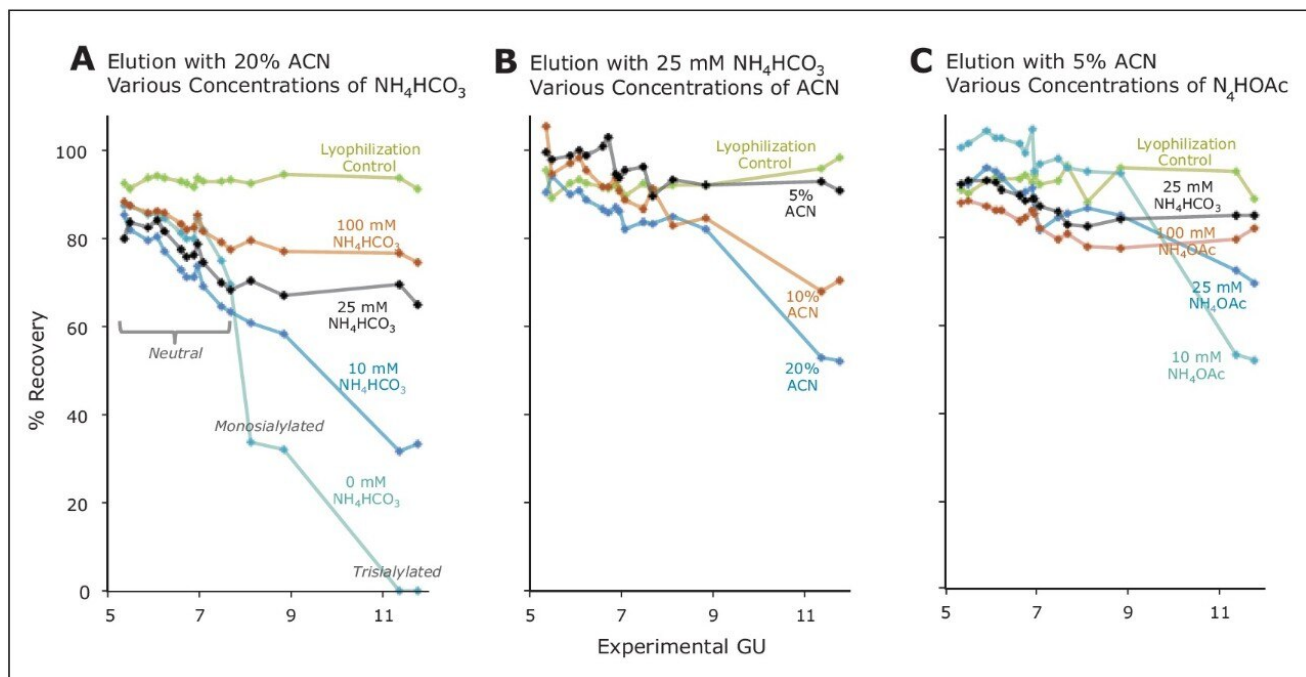 A Elution with 20% ACN
Various Concentrations of NH₄HCO₃
B Elution with 25 mM NH₄HCO₃
Various Concentrations of ACN
C Elution with 5% ACN
Various Concentrations of N₄HOAc
% Recovery
100
80
60
40
20
0
Lyophilization
Control
100 mM
NH₄HCO₃
25 mM
NH₄HCO₃
Neutral
10 mM
NH₄HCO₃
Monosialylated
0 mM
NH₄HCO₃
Trisialylated
5
7
9
11
Lyophilization
Control
5%
ACN
10%
ACN
20%
ACN
5
7
9
11
Lyophilization
Control
25 mM
NH₄HCO₃
100 mM
NH₄OAc
25 mM
NH₄OAc
10 mM
NH₄OAc
5
7
9
11
Experimental GU